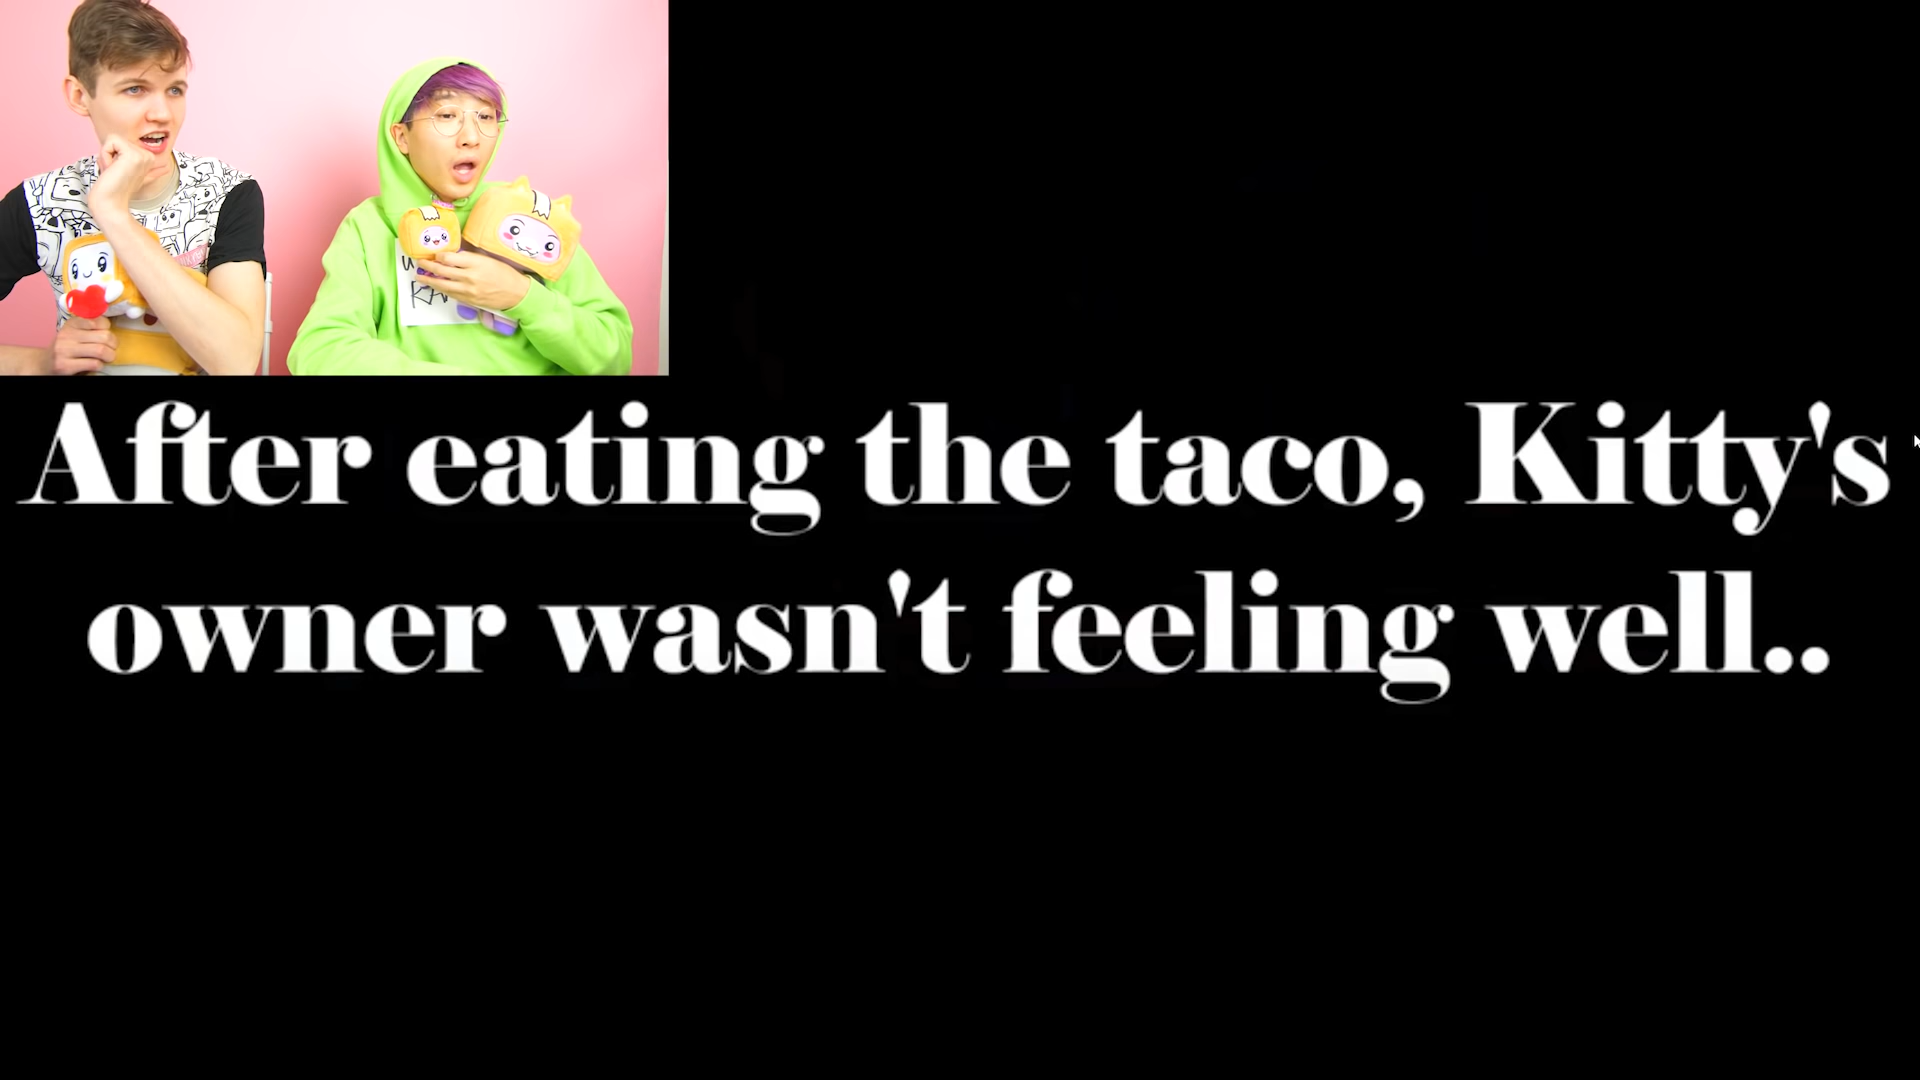 After eating the taco, Kitty's
owner wasn't feeling well..